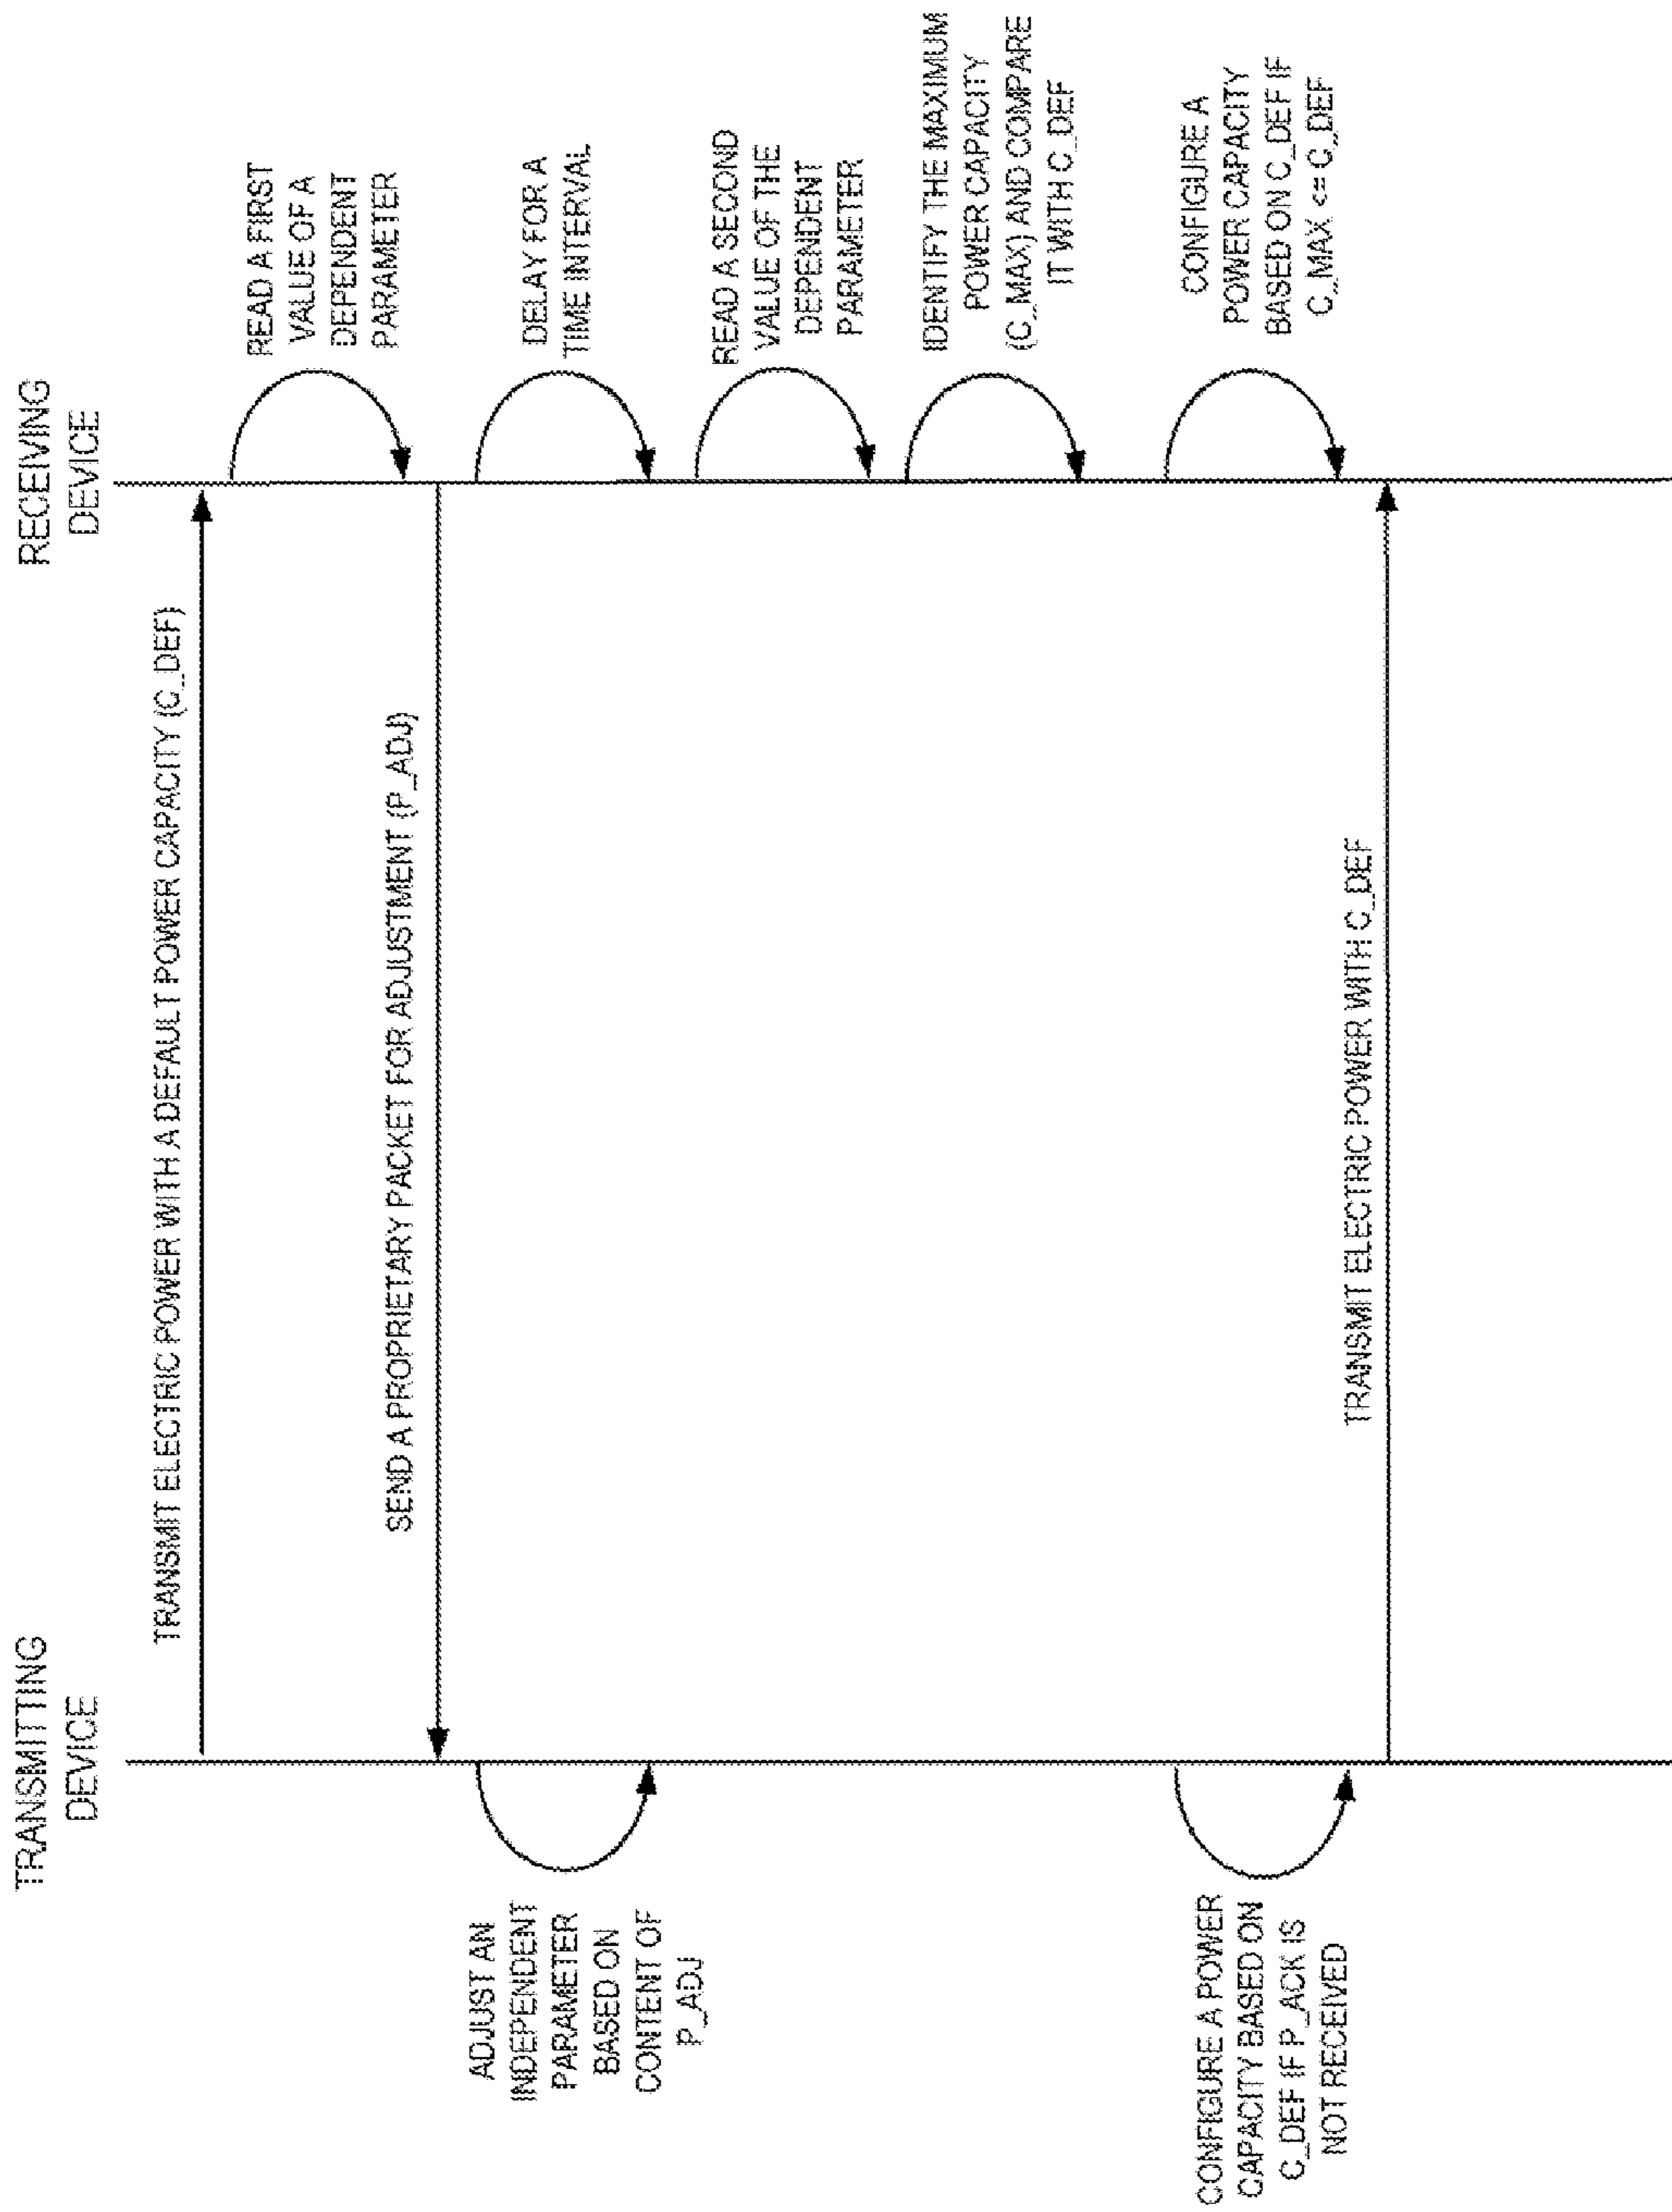 TRANSMITTING
DEVICE
RECEIVING
DEVICE
TRANSMIT ELECTRIC POWER WITH A DEFAULT POWER CAPACITY (C_DEF)
READ A FIRST
VALUE OF A
DEPENDENT
PARAMETER
SEND A PROPRIETARY PACKET FOR ADJUSTMENT (P_ADJ)
ADJUST AN
INDEPENDENT
PARAMETER
BASED ON
CONTENT OF
P_ADJ
DELAY FOR A
TIME INTERVAL
READ A SECOND
VALUE OF THE
DEPENDENT
PARAMETER
IDENTIFY THE MAXIMUM
POWER CAPACITY
(C_MAX) AND COMPARE
IT WITH C_DEF
CONFIGURE A POWER
CAPACITY BASED ON
C_DEF IF P_ACK IS
NOT RECEIVED
CONFIGURE A
POWER CAPACITY
BASED ON C_DEF IF
C_MAX <= C_DEF
TRANSMIT ELECTRIC POWER WITH C_DEF